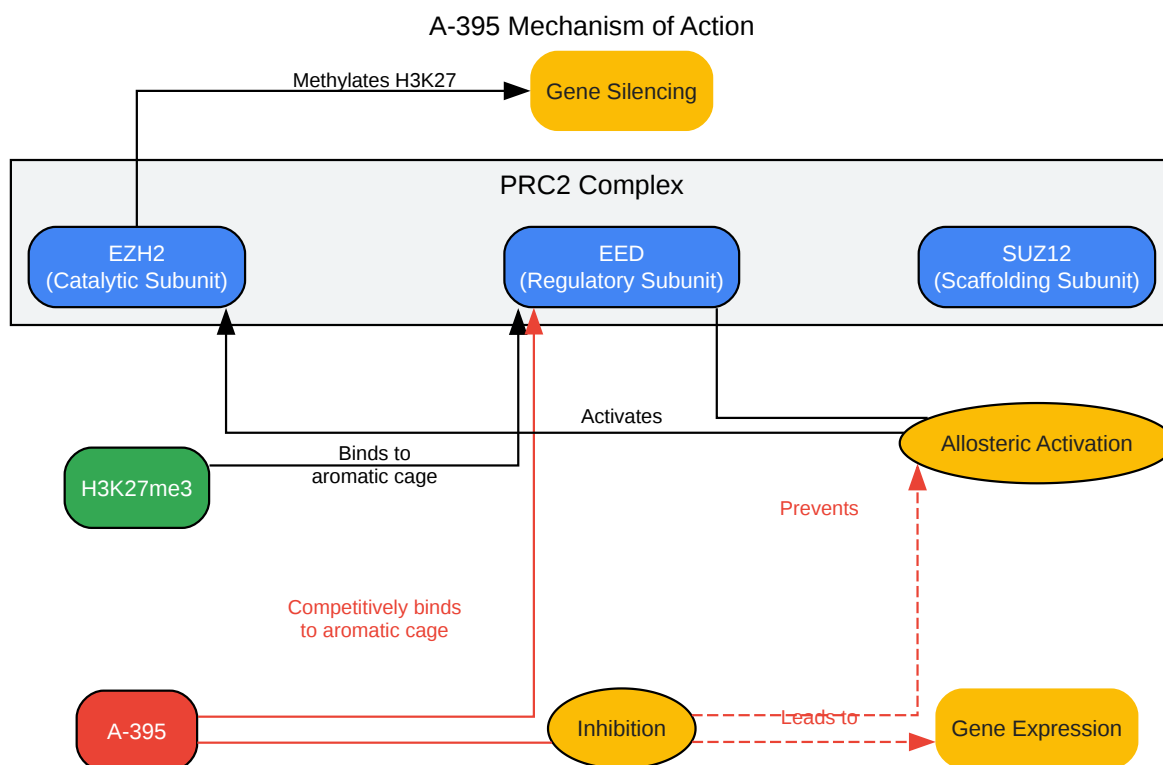 A-395 Mechanism of Action
Methylates H3K27
Gene Silencing
PRC2 Complex
EZH2
(Catalytic Subunit)
EED
(Regulatory Subunit)
SUZ12
(Scaffolding Subunit)
Activates
Allosteric Activation
Binds to
aromatic cage
H3K27me3
Prevents
Competitively binds
to aromatic cage
A-395
Inhibition
Leads to
Gene Expression